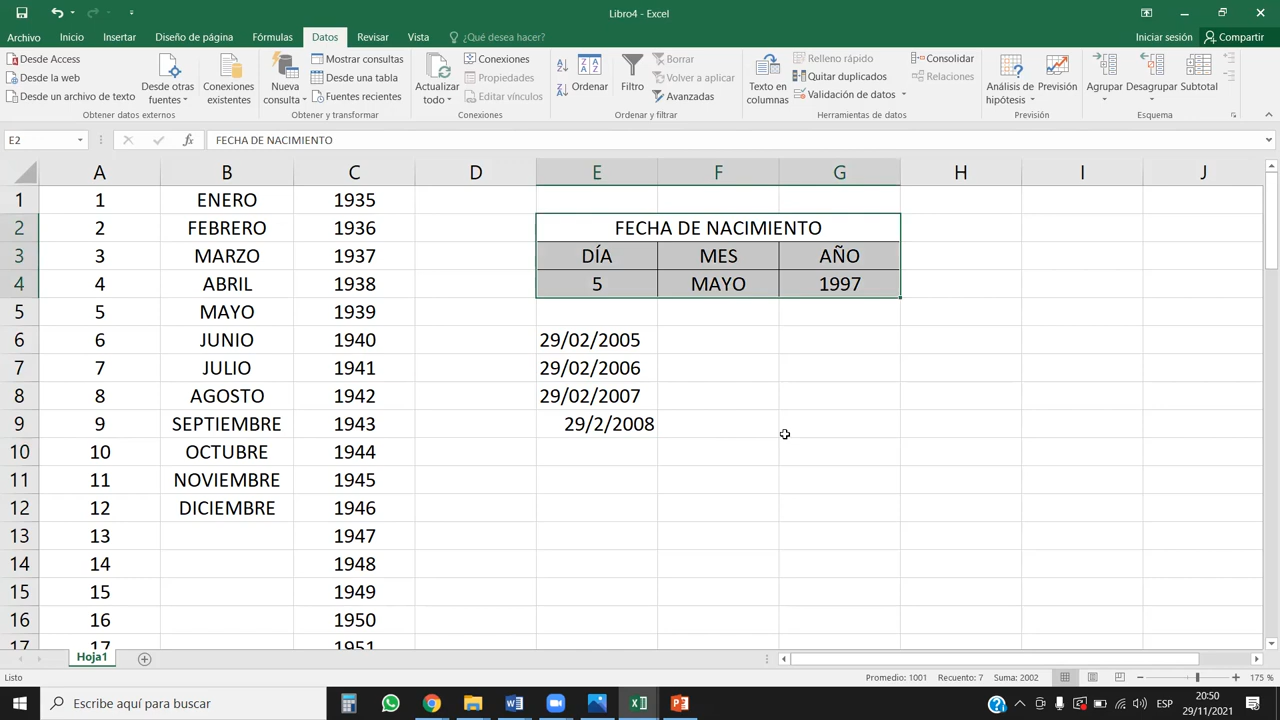 Libro4 - Excel
Archivo Inicio Insertar Diseño de página Fórmulas Datos Revisar Vista ¿Qué desea hacer? Iniciar sesión Compartir
Desde Access
Desde la web
Desde un archivo de texto
Desde otras fuentes
Conexiones existentes
Obtener datos externos
Nueva consulta
Mostrar consultas
Desde una tabla
Fuentes recientes
Obtener y transformar
Actualizar todo
Conexiones
Propiedades
Editar vínculos
Conexiones
Ordenar
Filtro
Borrar
Volver a aplicar
Avanzadas
Ordenar y filtrar
Texto en columnas
Relleno rápido
Quitar duplicados
Validación de datos
Consolidar
Relaciones
Herramientas de datos
Análisis de hipótesis
Previsión
Previsión
Agrupar Desagrupar Subtotal
Esquema
E2 fx FECHA DE NACIMIENTO
A B C D E F G H I J
1 1 ENERO 1935
2 2 FEBRERO 1936 FECHA DE NACIMIENTO
3 3 MARZO 1937 DÍA MES AÑO
4 4 ABRIL 1938 5 MAYO 1997
5 5 MAYO 1939
6 6 JUNIO 1940 29/02/2005
7 7 JULIO 1941 29/02/2006
8 8 AGOSTO 1942 29/02/2007
9 9 SEPTIEMBRE 1943 29/2/2008
10 10 OCTUBRE 1944
11 11 NOVIEMBRE 1945
12 12 DICIEMBRE 1946
13 13 1947
14 14 1948
15 15 1949
16 16 1950
17 17 1951
Hoja1
Listo Promedio: 1001 Recuento: 7 Suma: 2002 175 %
Escribe aquí para buscar
ESP
20:50
29/11/2021